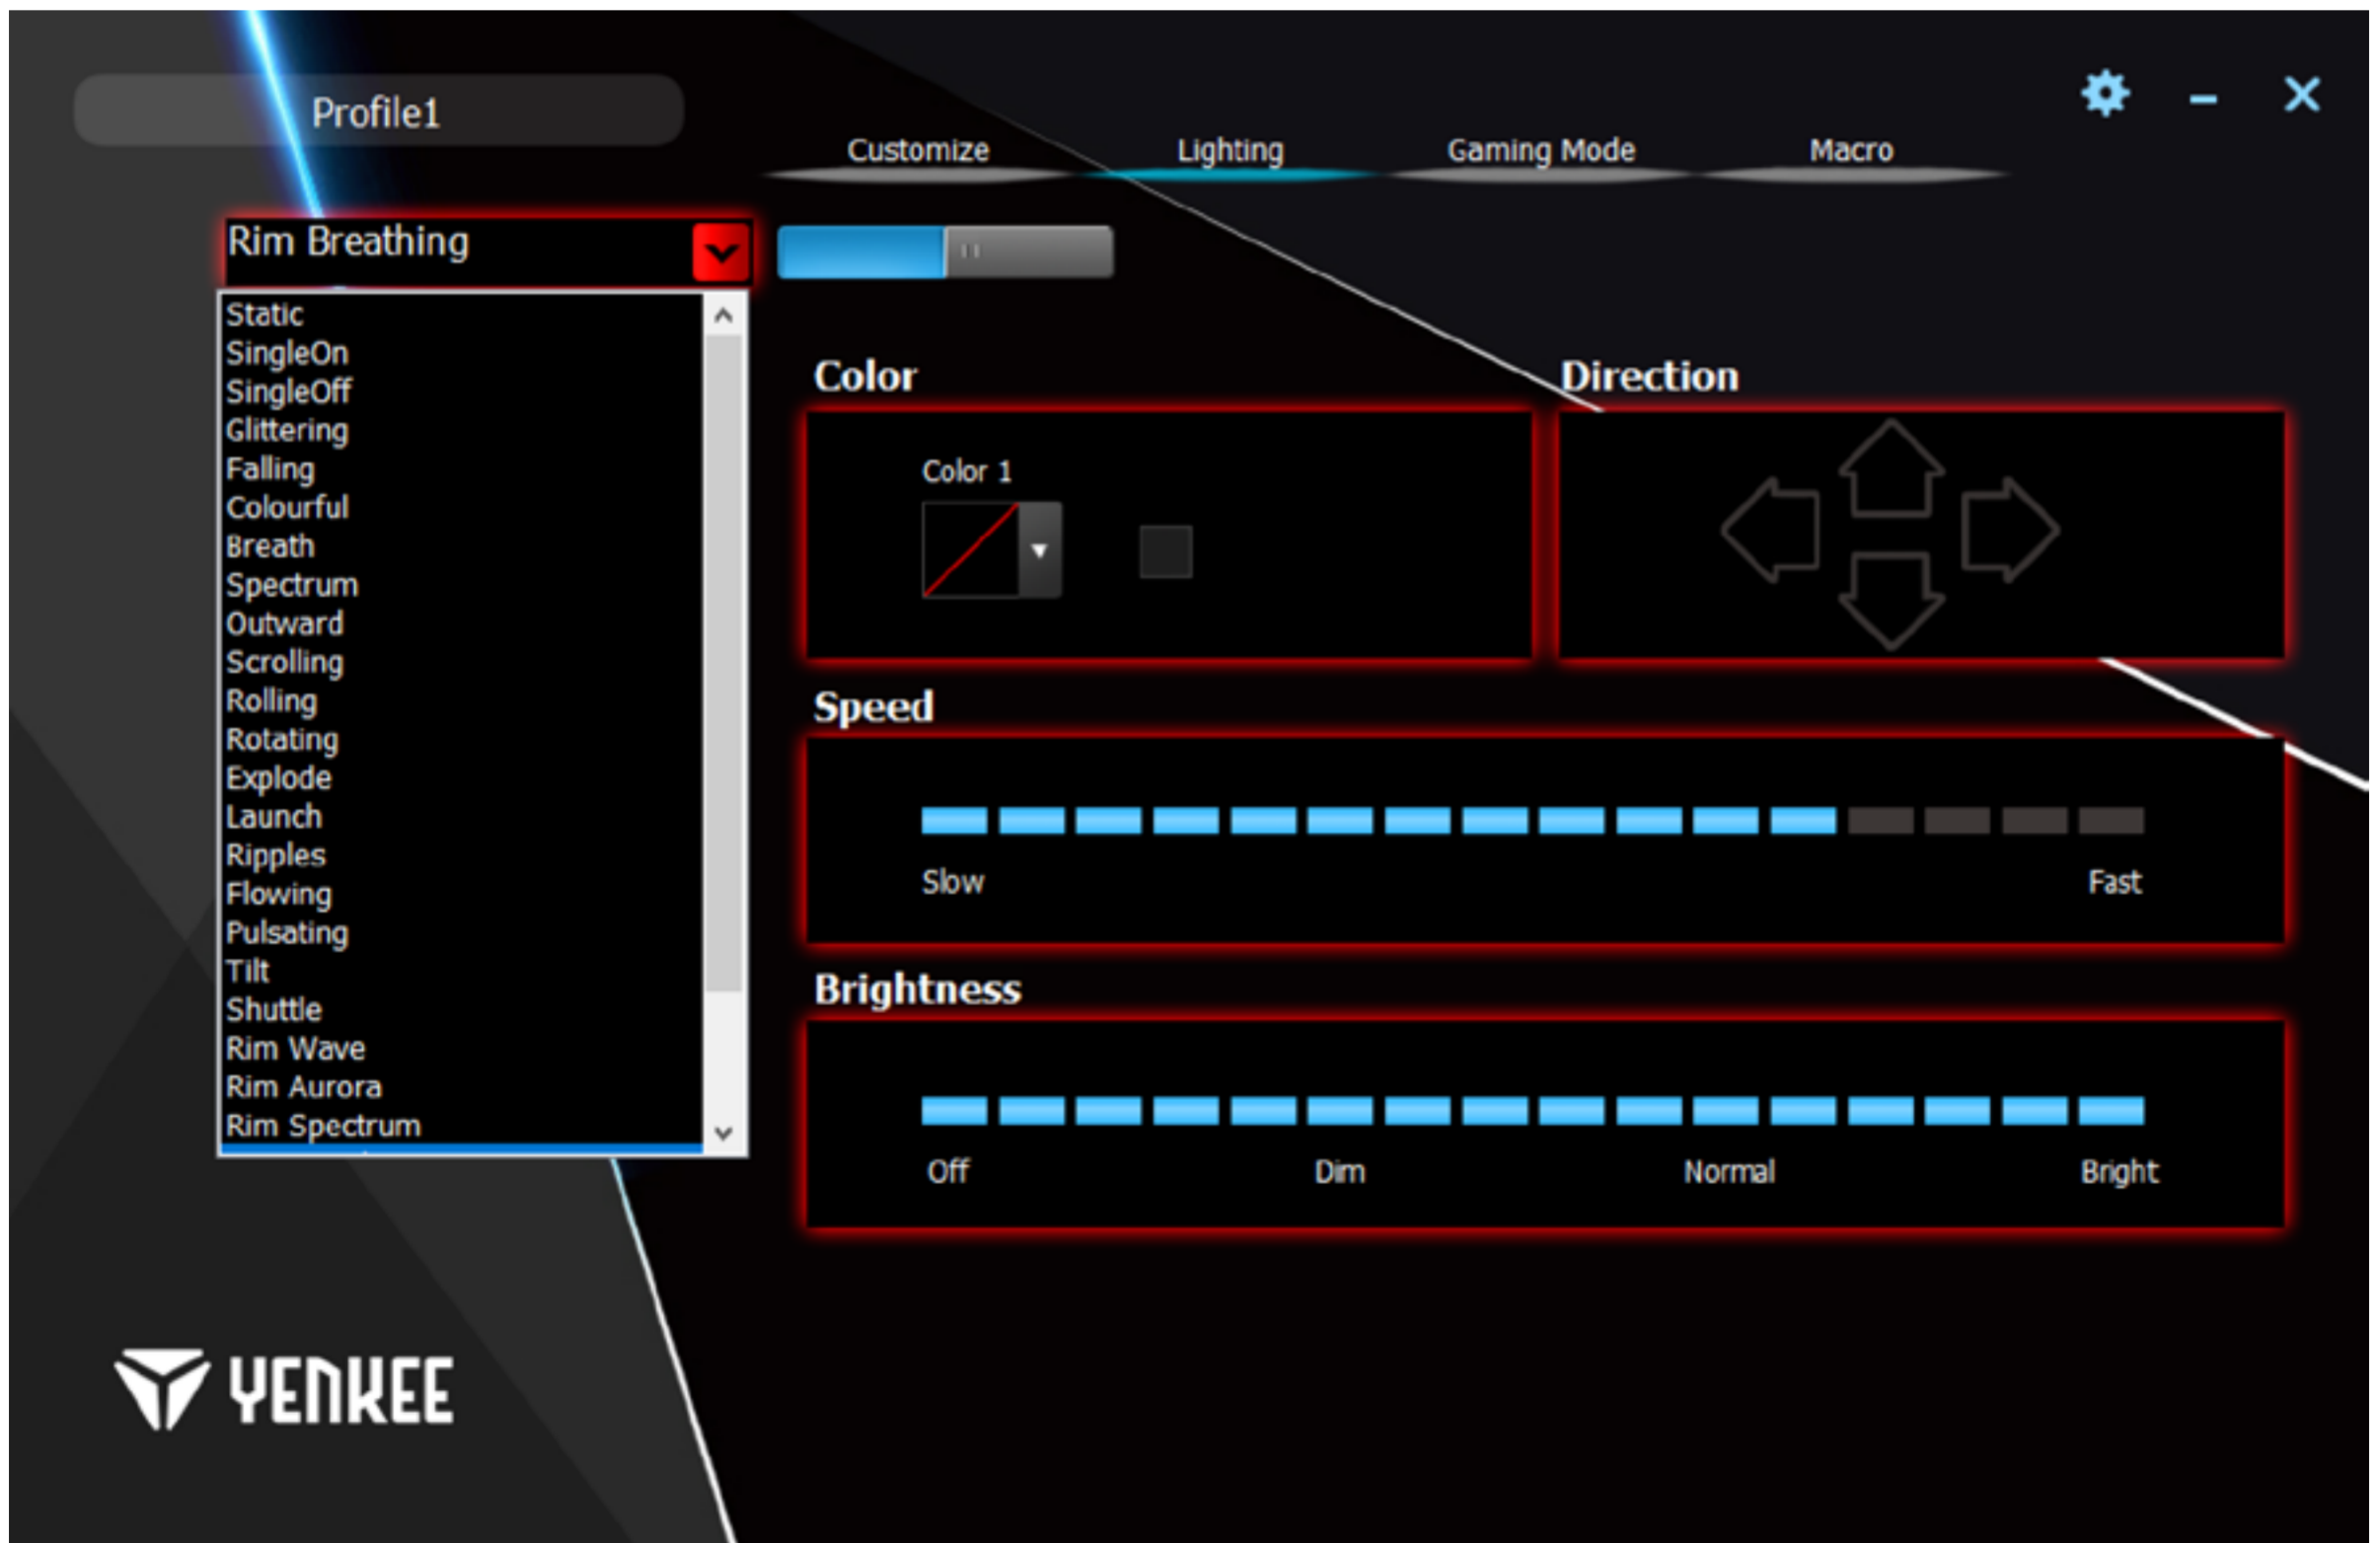 Profile1
Customize
Lighting
Gaming Mode
Macro
Rim Breathing
Static
SingleOn
SingleOff
Glittering
Falling
Colourful
Breath
Spectrum
Outward
Scrolling
Rolling
Rotating
Explode
Launch
Ripples
Flowing
Pulsating
Tilt
Shuttle
Rim Wave
Rim Aurora
Rim Spectrum
Color
Color 1
Direction
Speed
Slow
Fast
Brightness
Off
Dim
Normal
Bright
YENKEE